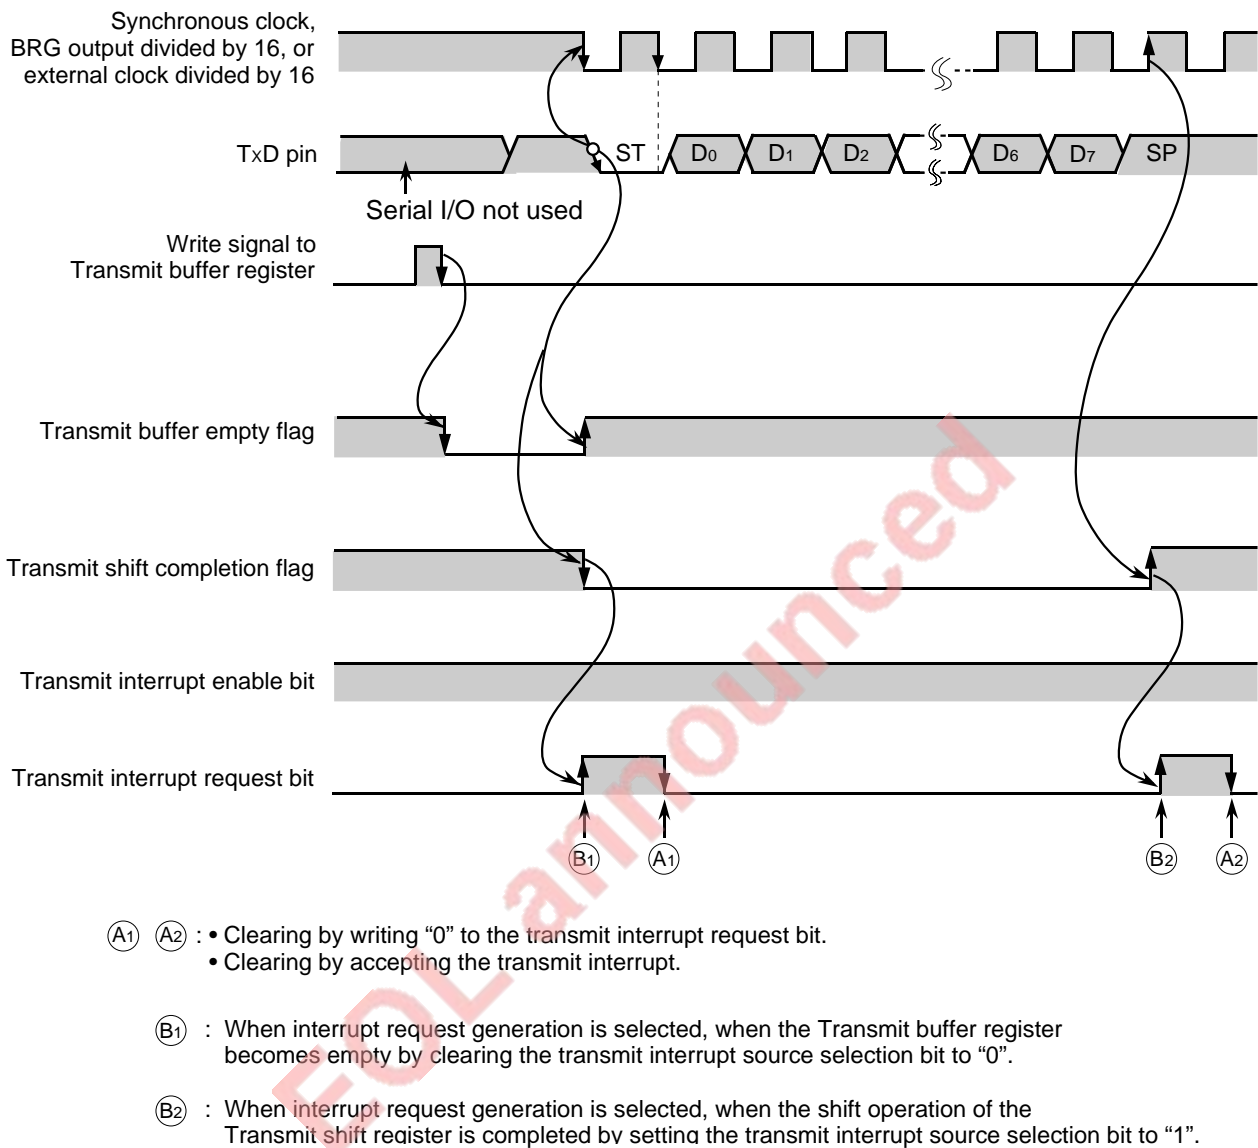 Synchronous clock,
BRG output divided by 16, or
external clock divided by 16
TxD pin
ST D0 D1 D2 D6 D7 SP
Serial I/O not used
Write signal to
Transmit buffer register
Transmit buffer empty flag
Transmit shift completion flag
Transmit interrupt enable bit
Transmit interrupt request bit
B1 A1 B2 A2
A1 A2 : • Clearing by writing “0” to the transmit interrupt request bit.
• Clearing by accepting the transmit interrupt.
B1 : When interrupt request generation is selected, when the Transmit buffer register
becomes empty by clearing the transmit interrupt source selection bit to “0”.
B2 : When interrupt request generation is selected, when the shift operation of the
Transmit shift register is completed by setting the transmit interrupt source selection bit to “1”.
EOL announced